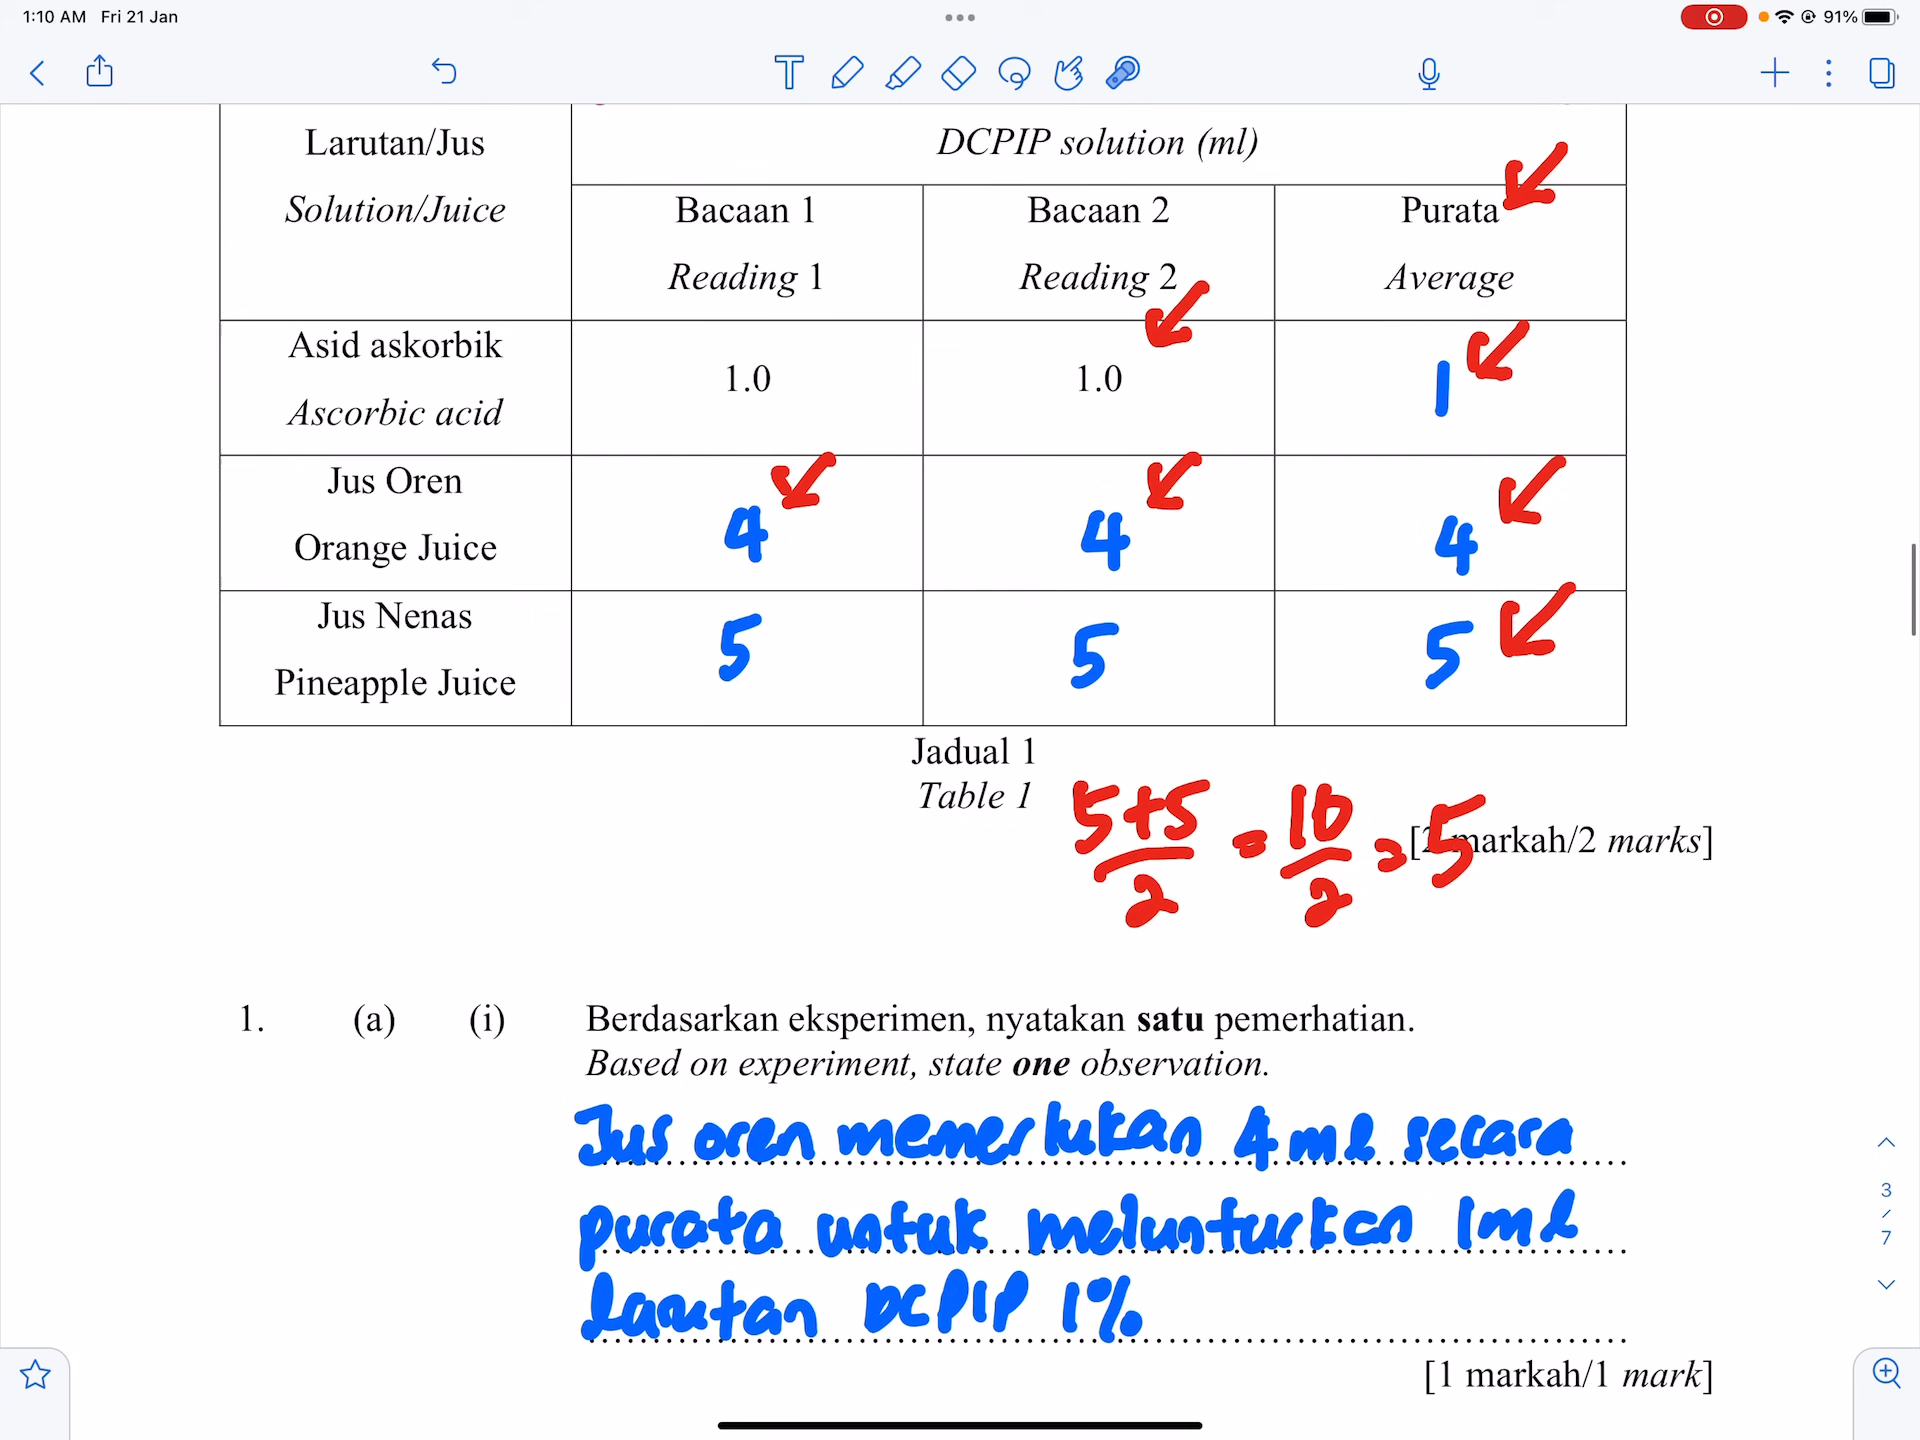 1:10 AM Fri 21 Jan
91%
Larutan/Jus
Solution/Juice
DCPIP solution (ml)
Bacaan 1
Reading 1
Bacaan 2
Reading 2
Purata
Average
Asid askorbik
Ascorbic acid
1.0
1.0
1
Jus Oren
Orange Juice
4
4
4
Jus Nenas
Pineapple Juice
5
5
5
Jadual 1
Table 1
5+5/2 = 10/2 = 5
[2 markah/2 marks]
1. (a) (i) Berdasarkan eksperimen, nyatakan satu pemerhatian.
Based on experiment, state one observation.
Jus oren memerlukan 4 ml secara
purata untuk melunturkan 1 ml
larutan DCPIP 1%
[1 markah/1 mark]
3
/
7